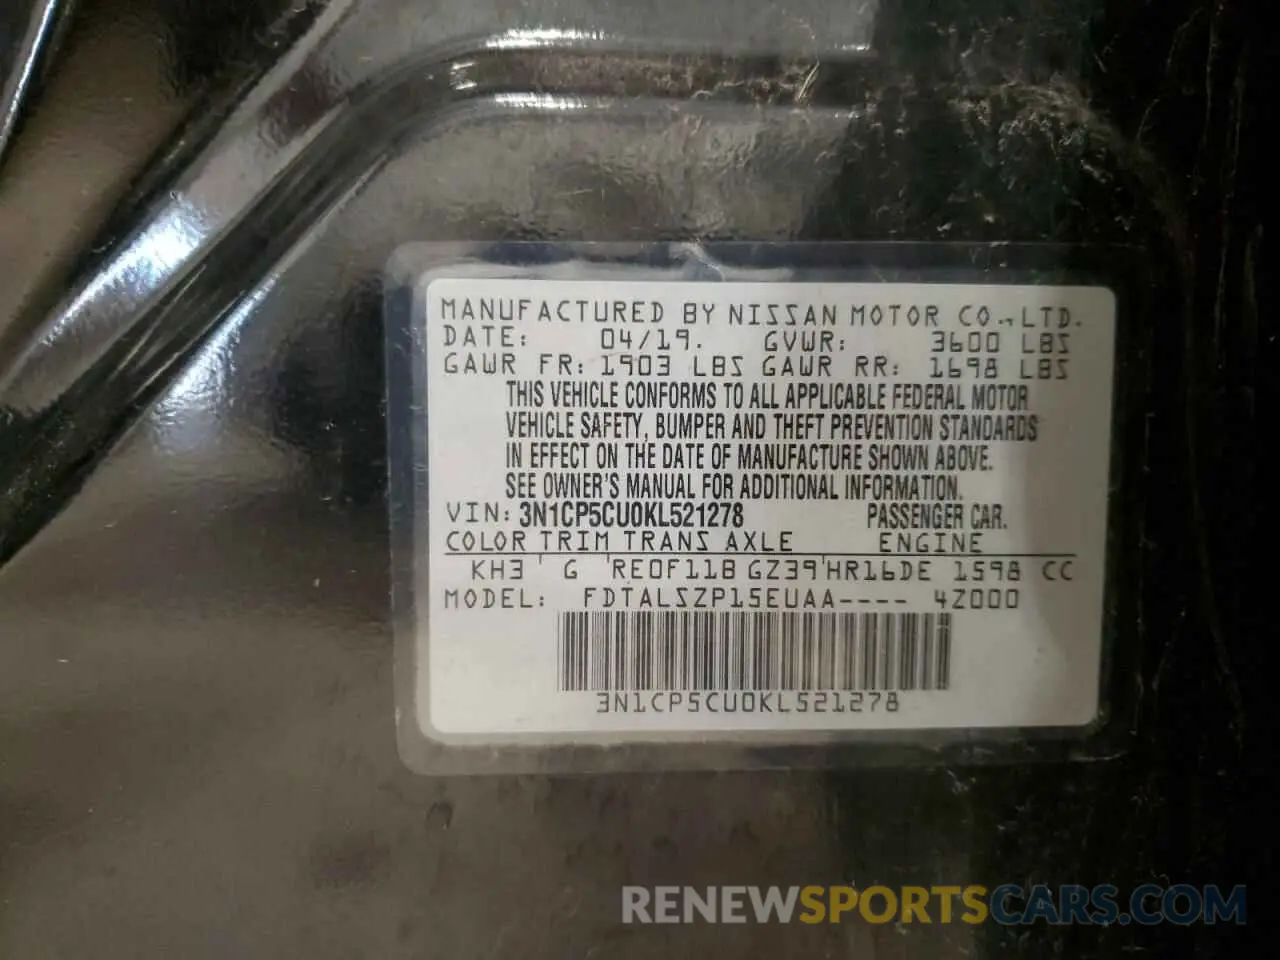 MANUFACTURED BY NISSAN MOTOR CO.,LTD.
DATE: 04/19. GVWR: 3600 LBS
GAWR FR: 1903 LBS GAWR RR: 1698 LBS
THIS VEHICLE CONFORMS TO ALL APPLICABLE FEDERAL MOTOR
VEHICLE SAFETY, BUMPER AND THEFT PREVENTION STANDARDS
IN EFFECT ON THE DATE OF MANUFACTURE SHOWN ABOVE.
SEE OWNER'S MANUAL FOR ADDITIONAL INFORMATION.
VIN: 3N1CP5CU0KL521278 PASSENGER CAR.
COLOR TRIM TRANS AXLE ENGINE
KH3 ' G ' RE0F11B GZ39 ' HR16DE 1598 CC
MODEL: FDTALSZP15EUAA---- 4Z000
3N1CP5CU0KL521278
RENEWSPORTSCARS.COM